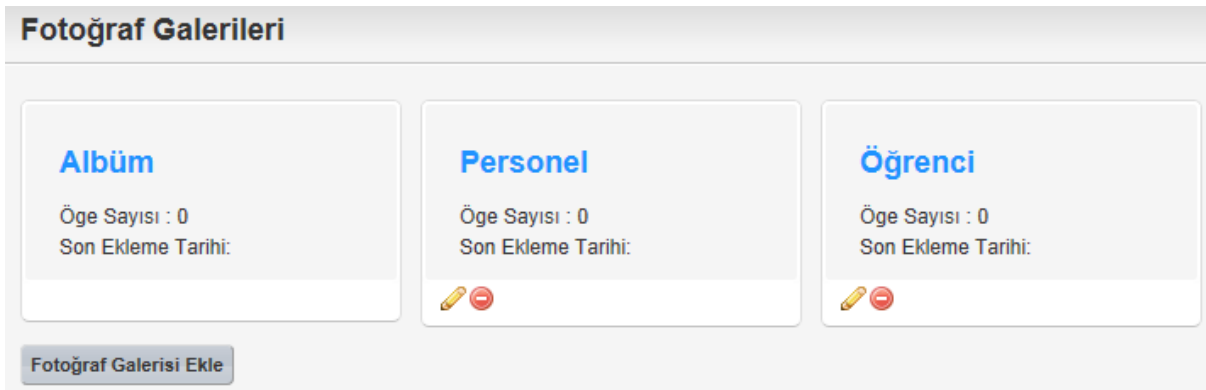 Fotoğraf Galerileri
Albüm
Öge Sayısı : 0
Son Ekleme Tarihi:
Personel
Öge Sayısı : 0
Son Ekleme Tarihi:
Öğrenci
Öge Sayısı : 0
Son Ekleme Tarihi:
Fotoğraf Galerisi Ekle